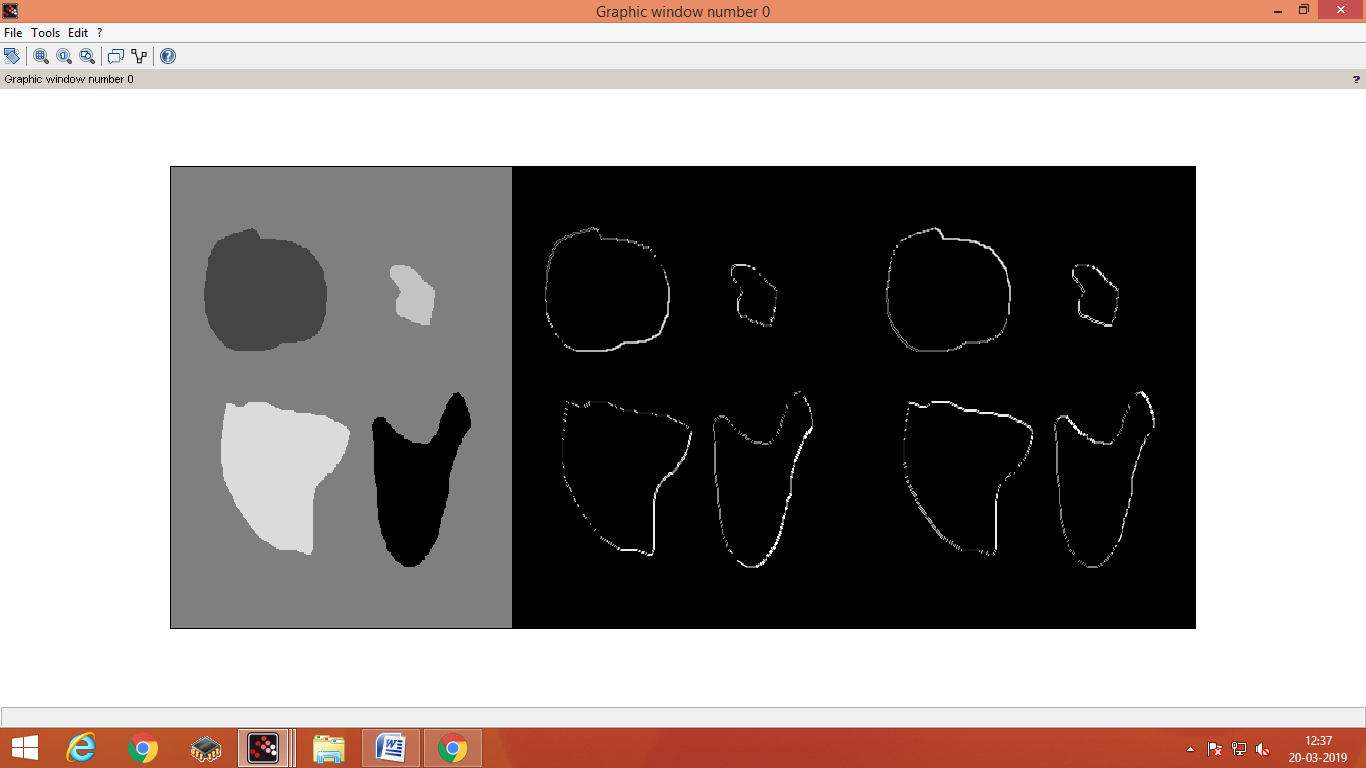 Graphic window number 0
File Tools Edit ?
Graphic window number 0 ?
12:37
20-03-2019